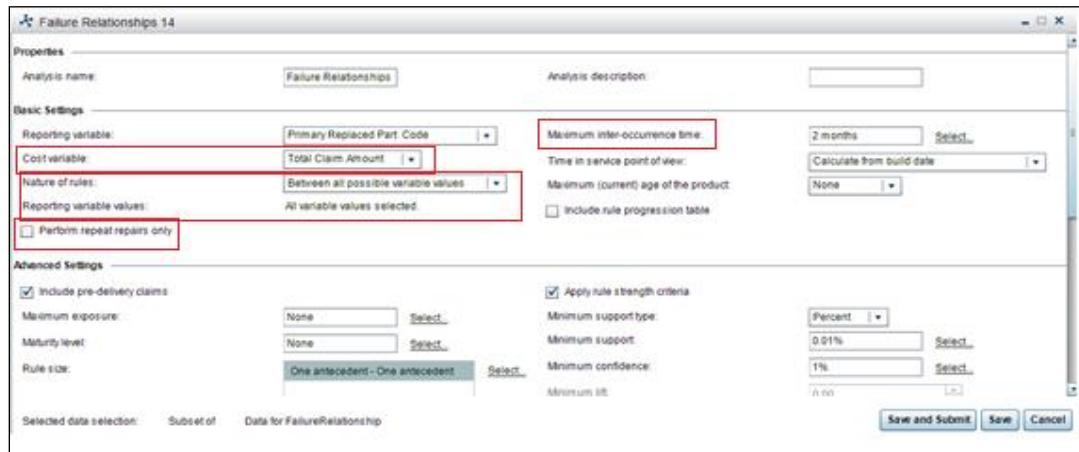 Failure Relationships 14
Properties
Analysis name: Failure Relationships Analysis description:
Basic Settings
Reporting variable: Primary Replaced Part Code Maximum inter-occurrence time: 2 months Select...
Cost variable: Total Claim Amount Time in service point of view: Calculate from build date
Nature of rules: Between all possible variable values Maximum (current) age of the product: None
Reporting variable values: All variable values selected. Include rule progression table
Perform repeat repairs only
Advanced Settings
Include pre-delivery claims Apply rule strength criteria
Maximum exposure: None Select... Minimum support type: Percent
Maturity level: None Select... Minimum support: 0.01% Select...
Rule size: One antecedent - One antecedent Select... Minimum confidence: 1% Select...
Minimum lift: 0.00
Selected data selection: Subset of Data for FailureRelationship Save and Submit Save Cancel